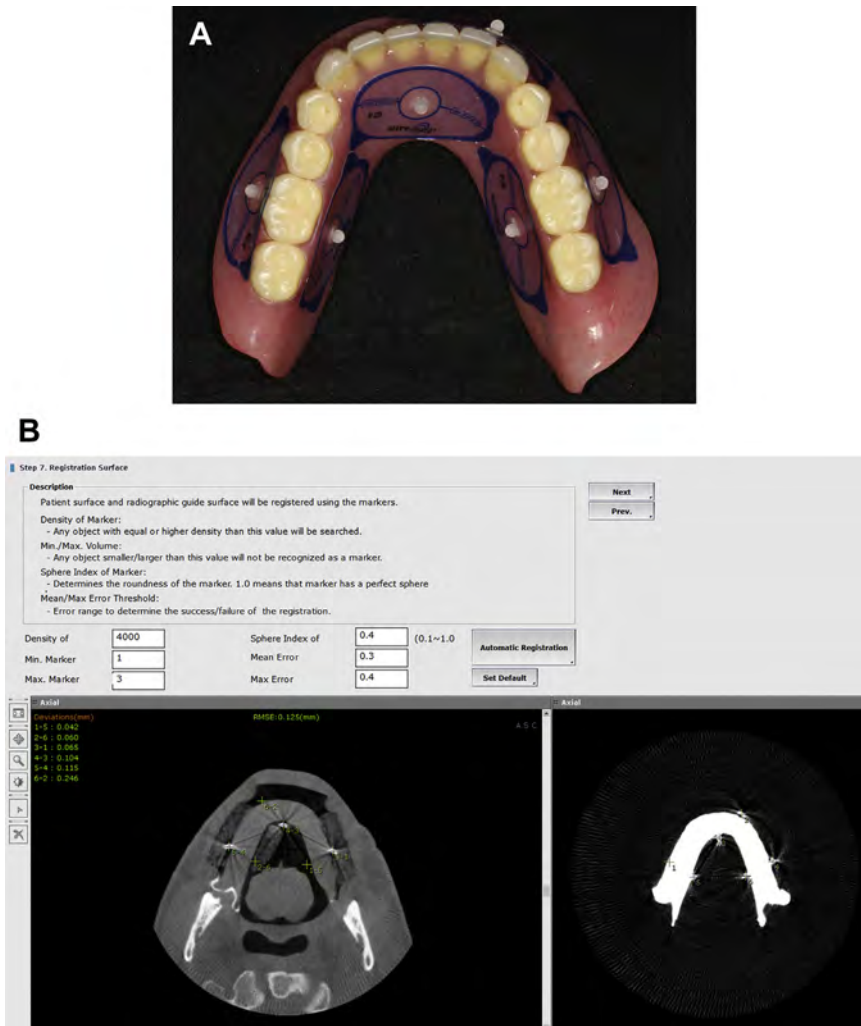 A
B
Step 7. Registration Surface
Description
Patient surface and radiographic guide surface will be registered using the markers.
Density of Marker:
- Any object with equal or higher density than this value will be searched.
Min./Max. Volume:
- Any object smaller/larger than this value will not be recognized as a marker.
Sphere Index of Marker:
- Determines the roundness of the marker. 1.0 means that marker has a perfect sphere
Mean/Max Error Threshold:
- Error range to determine the success/failure of the registration.
Next
Prev.
Density of 4000 Sphere Index of 0.4 (0.1~1.0
Min. Marker 1 Mean Error 0.3
Max. Marker 3 Max Error 0.4
Automatic Registration
Set Default
Axial
Deviations(mm) RMSE:0.125(mm)
1-5 : 0.042
2-6 : 0.060
3-1 : 0.066
4-3 : 0.104
5-4 : 0.115
6-2 : 0.246
A S C
Axial
1